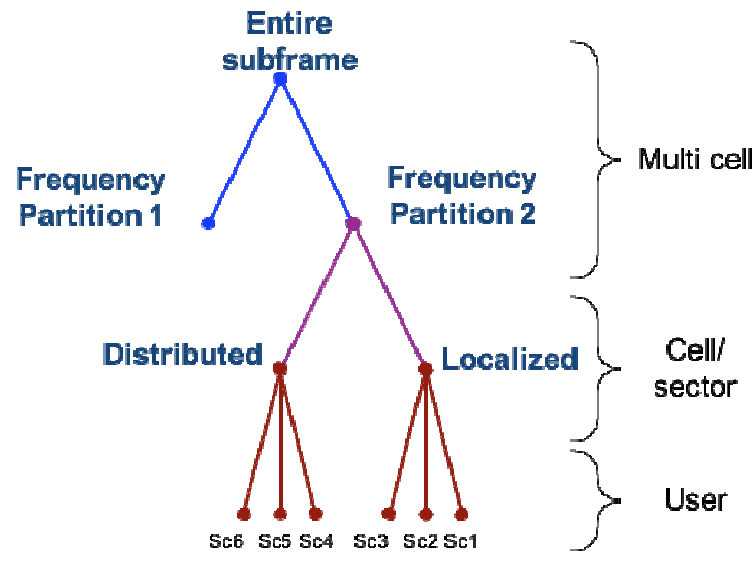 Entire
subframe
Multi cell
Frequency
Partition 1
Frequency
Partition 2
Distributed
Localized
Cell/
sector
User
Sc6 Sc5 Sc4 Sc3 Sc2 Sc1